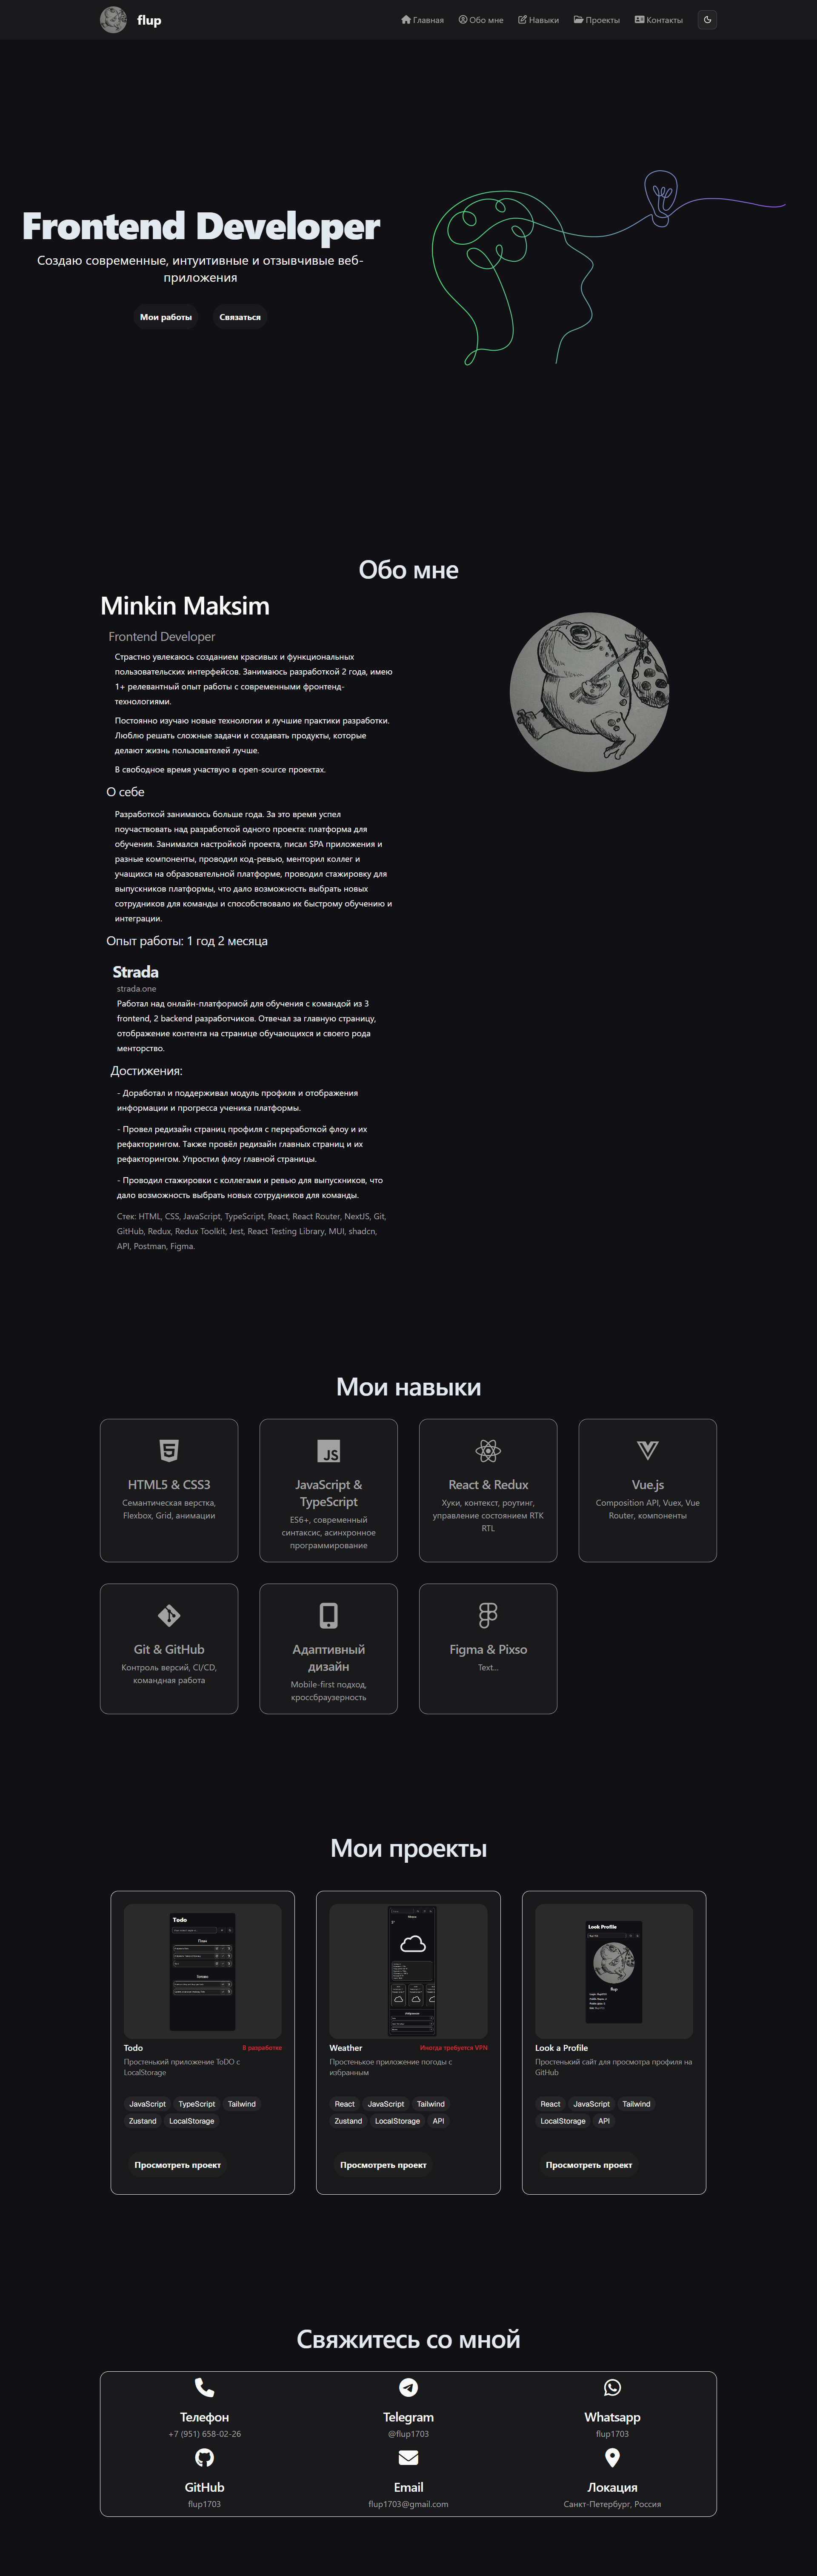 flup
Главная
Обо мне
Навыки
Проекты
Контакты
Frontend Developer
Создаю современные, интуитивные и отзывчивые веб-
приложения
Мои работы
Связаться
Обо мне
Minkin Maksim
Frontend Developer
Страстно увлекаюсь созданием красивых и функциональных
пользовательских интерфейсов. Занимаюсь разработкой 2 года, имею
1+ релевантный опыт работы с современными фронтенд-
технологиями.
Постоянно изучаю новые технологии и лучшие практики разработки.
Люблю решать сложные задачи и создавать продукты, которые
делают жизнь пользователей лучше.
В свободное время участвую в open-source проектах.
О себе
Разработкой занимаюсь больше года. За это время успел
поучаствовать над разработкой одного проекта: платформа для
обучения. Занимался настройкой проекта, писал SPA приложения и
разные компоненты, проводил код-ревью, менторил коллег и
учащихся на образовательной платформе, проводил стажировку для
выпускников платформы, что дало возможность выбрать новых
сотрудников для команды и способствовало их быстрому обучению и
интеграции.
Опыт работы: 1 год 2 месяца
Strada
strada.one
Работал над онлайн-платформой для обучения с командой из 3
frontend, 2 backend разработчиков. Отвечал за главную страницу,
отображение контента на странице обучающихся и своего рода
менторство.
Достижения:
- Доработал и поддерживал модуль профиля и отображения
информации и прогресса ученика платформы.
- Провел редизайн страниц профиля с переработкой флоу и их
рефакторингом. Также провёл редизайн главных страниц и их
рефакторингом. Упростил флоу главной страницы.
- Проводил стажировки с коллегами и ревью для выпускников, что
дало возможность выбрать новых сотрудников для команды.
Стек: HTML, CSS, JavaScript, TypeScript, React, React Router, NextJS, Git,
GitHub, Redux, Redux Toolkit, Jest, React Testing Library, MUI, shadcn,
API, Postman, Figma.
Мои навыки
HTML5 & CSS3
Семантическая верстка,
Flexbox, Grid, анимации
JS
JavaScript &
TypeScript
ES6+, современный
синтаксис, асинхронное
программирование
React & Redux
Хуки, контекст, роутинг,
управление состоянием RTK
RTL
Vue.js
Composition API, Vuex, Vue
Router, компоненты
Git & GitHub
Контроль версий, CI/CD,
командная работа
Адаптивный
дизайн
Mobile-first подход,
кроссбраузерность
Figma & Pixso
Text...
Мои проекты
Todo
План
Готово
Todo
В разработке
Простенький приложение ToDO с
LocalStorage
JavaScript
TypeScript
Tailwind
Zustand
LocalStorage
Просмотреть проект
Weather
Иногда требуется VPN
Простенькое приложение погоды с
избранным
React
JavaScript
Tailwind
Zustand
LocalStorage
API
Просмотреть проект
Look Profile
flup
Look a Profile
Простенький сайт для просмотра профиля на
GitHub
React
JavaScript
Tailwind
LocalStorage
API
Просмотреть проект
Свяжитесь со мной
Телефон
+7 (951) 658-02-26
Telegram
@flup1703
Whatsapp
flup1703
GitHub
flup1703
Email
flup1703@gmail.com
Локация
Санкт-Петербург, Россия